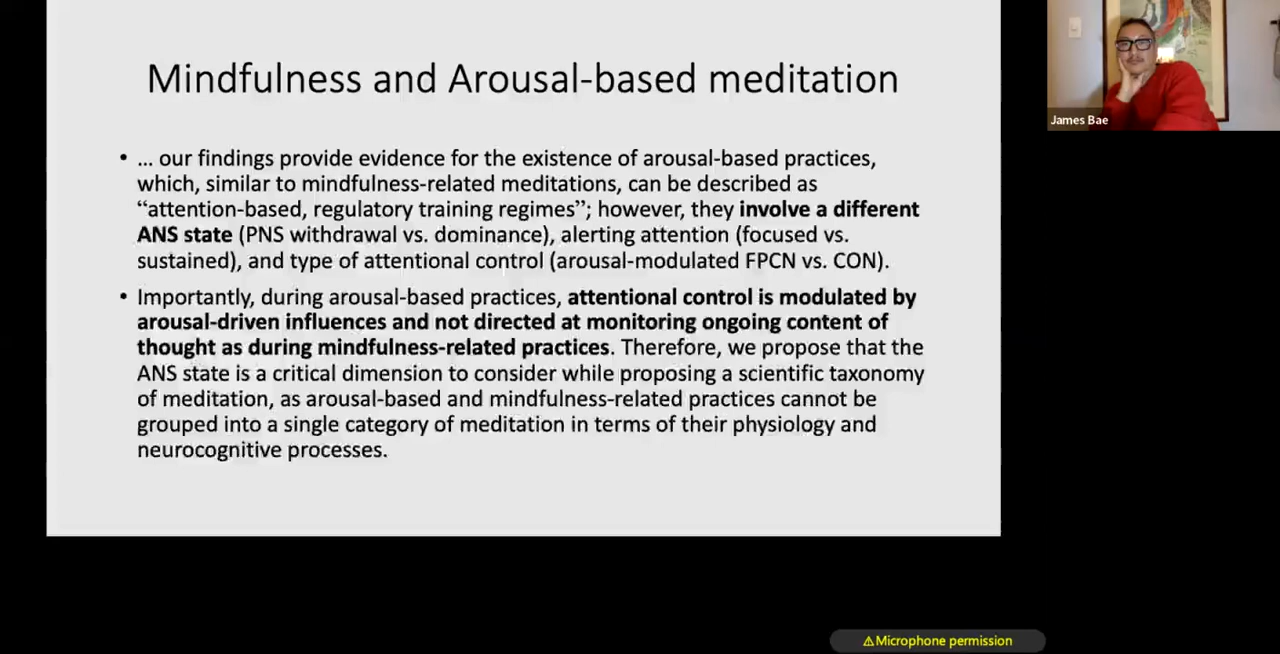 Mindfulness and Arousal-based meditation
• ... our findings provide evidence for the existence of arousal-based practices,
which, similar to mindfulness-related meditations, can be described as
“attention-based, regulatory training regimes”; however, they involve a different
ANS state (PNS withdrawal vs. dominance), alerting attention (focused vs.
sustained), and type of attentional control (arousal-modulated FPCN vs. CON).
• Importantly, during arousal-based practices, attentional control is modulated by
arousal-driven influences and not directed at monitoring ongoing content of
thought as during mindfulness-related practices. Therefore, we propose that the
ANS state is a critical dimension to consider while proposing a scientific taxonomy
of meditation, as arousal-based and mindfulness-related practices cannot be
grouped into a single category of meditation in terms of their physiology and
neurocognitive processes.
James Bae
⚠Microphone permission